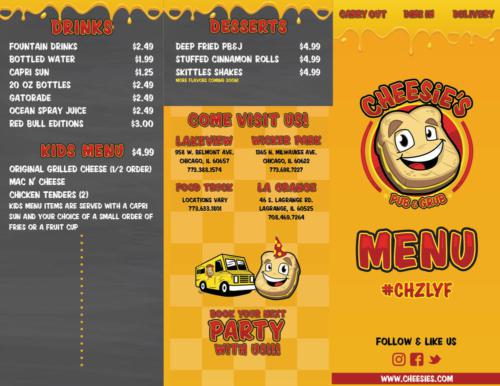 DRINKS
FOUNTAIN DRINKS $2.49
BOTTLED WATER $1.99
CAPRI SUN $1.25
20 OZ BOTTLES $2.49
GATORADE $2.49
OCEAN SPRAY JUICE $2.49
RED BULL EDITIONS $3.00
KIDS MENU $4.99
ORIGINAL GRILLED CHEESE (1/2 ORDER)
MAC N' CHEESE
CHICKEN TENDERS (2)
KIDS MENU ITEMS ARE SERVED WITH A CAPRI
SUN AND YOUR CHOICE OF A SMALL ORDER OF
FRIES OR A FRUIT CUP
DESSERTS
DEEP FRIED PB&J $4.99
STUFFED CINNAMON ROLLS $4.99
SKITTLES SHAKES $4.99
MORE FLAVORS COMING SOON!
COME VISIT US!
LAKEVIEW
958 W. BELMONT AVE.
CHICAGO, IL 60657
773.388.1574
WICKER PARK
1365 N. MILWAUKEE AVE.
CHICAGO, IL 60622
773.698.7227
FOOD TRUCK
LOCATIONS VARY
773.633.1801
LA GRANGE
46 S. LAGRANGE RD.
LAGRANGE, IL 60525
708.469.7264
BOOK YOUR NEXT
PARTY
WITH US!!!
CARRY OUT DINE IN DELIVERY
CHEESIE'S
PUB & GRUB
MENU
#CHZLYF
FOLLOW & LIKE US
WWW.CHEESIES.COM